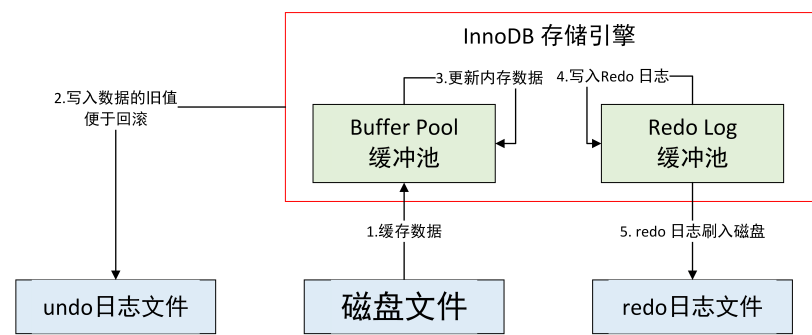 InnoDB 存储引擎
2.写入数据的旧值
便于回滚
3.更新内存数据
4.写入Redo 日志
Buffer Pool
缓冲池
Redo Log
缓冲池
1.缓存数据
5. redo 日志刷入磁盘
undo日志文件
磁盘文件
redo日志文件